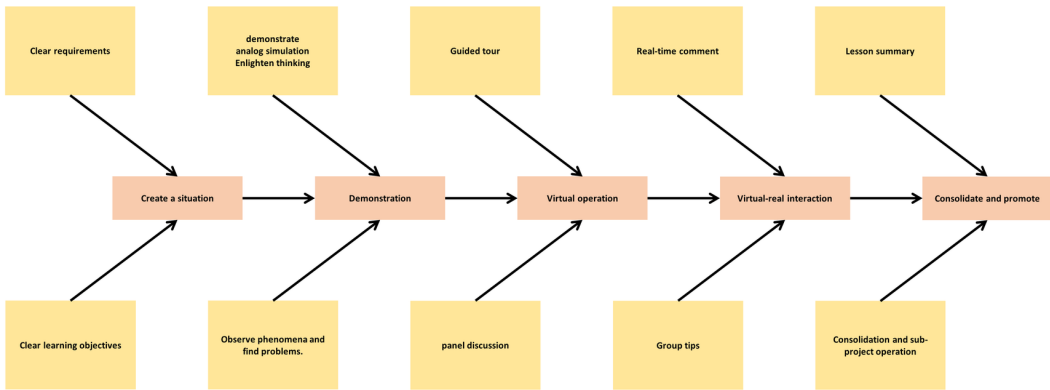 Clear requirements
demonstrate
analog simulation
Enlighten thinking
Guided tour
Real-time comment
Lesson summary
Create a situation
Demonstration
Virtual operation
Virtual-real interaction
Consolidate and promote
Clear learning objectives
Observe phenomena and
find problems.
panel discussion
Group tips
Consolidation and sub-
project operation